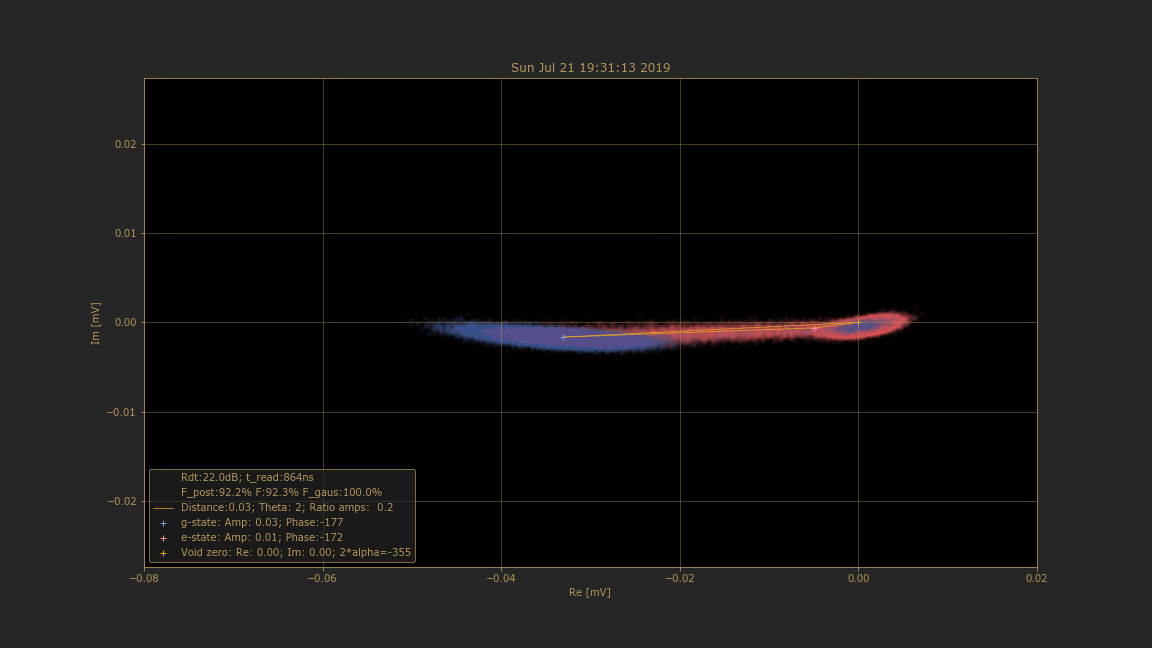 Sun Jul 21 19:31:13 2019
0.02
0.01
0.00
−0.01
−0.02
Im [mV]
Rdt:22.0dB; t_read:864ns
F_post:92.2% F:92.3% F_gaus:100.0%
Distance:0.03; Theta: 2; Ratio amps:  0.2
g-state: Amp: 0.03; Phase:-177
e-state: Amp: 0.01; Phase:-172
Void zero: Re: 0.00; Im: 0.00; 2*alpha=-355
−0.08 −0.06 −0.04 −0.02 0.00 0.02
Re [mV]